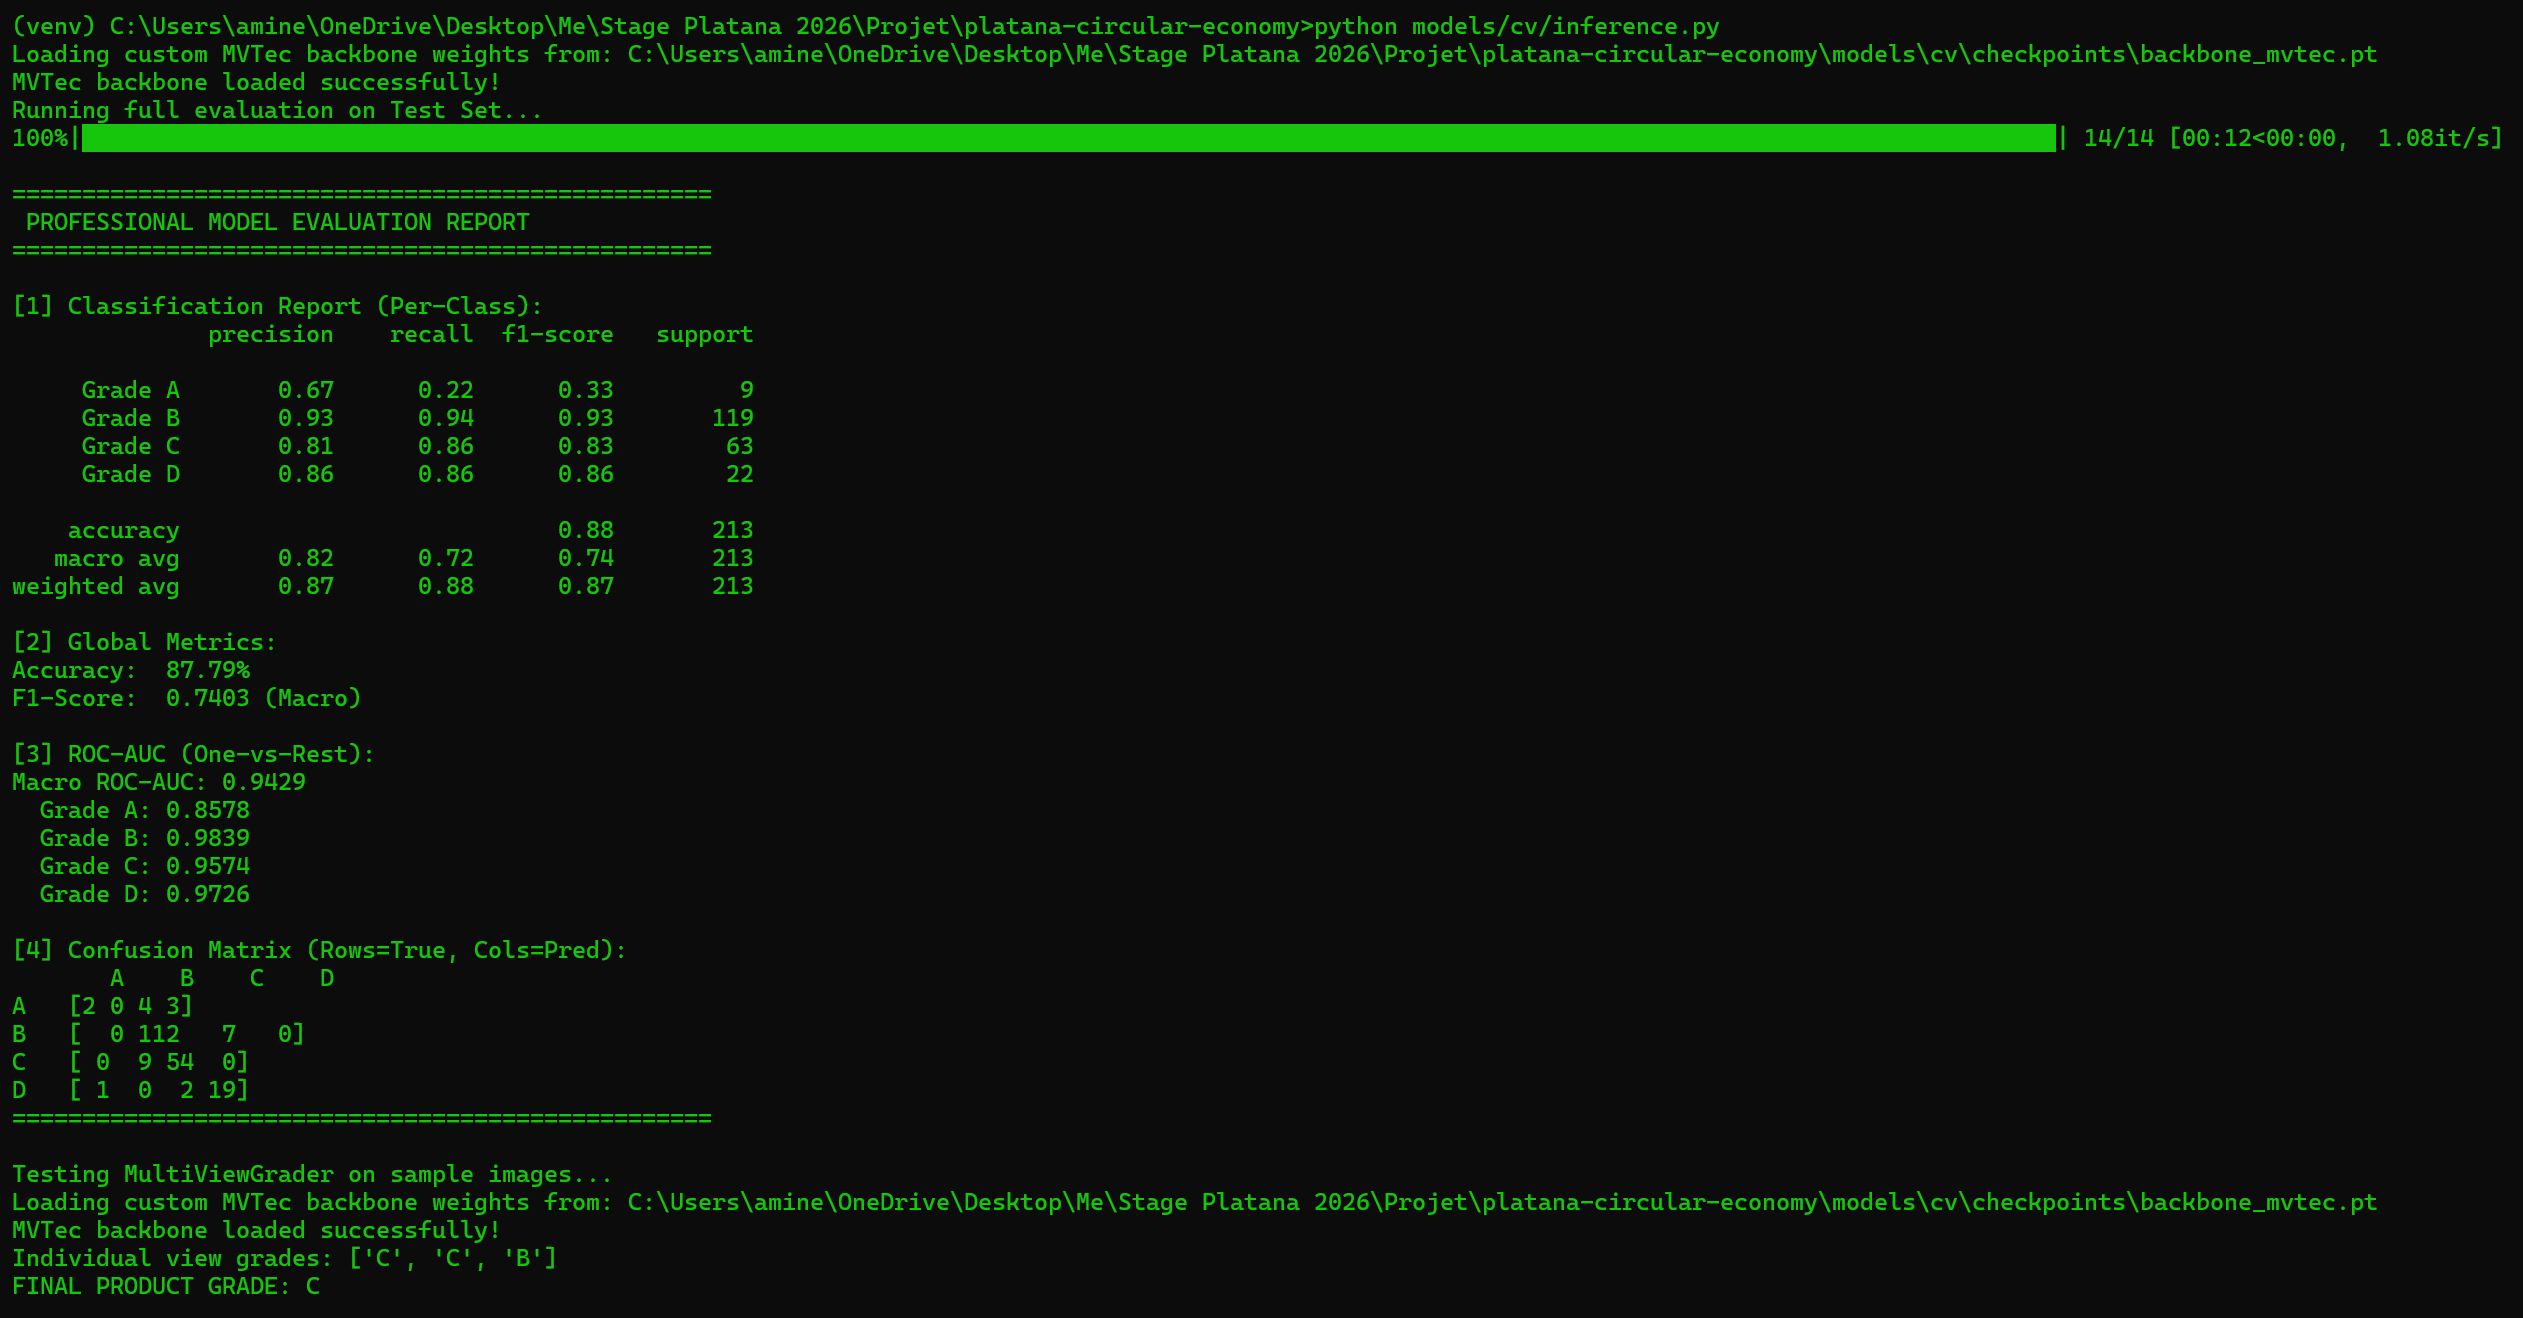 (venv) C:\Users\amine\OneDrive\Desktop\Me\Stage Platana 2026\Projet\platana-circular-economy>python models/cv/inference.py
Loading custom MVTec backbone weights from: C:\Users\amine\OneDrive\Desktop\Me\Stage Platana 2026\Projet\platana-circular-economy\models\cv\checkpoints\backbone_mvtec.pt
MVTec backbone loaded successfully!
Running full evaluation on Test Set...
100%|██████████| 14/14 [00:12<00:00,  1.08it/s]
==================================================
 PROFESSIONAL MODEL EVALUATION REPORT
==================================================
[1] Classification Report (Per-Class):
              precision    recall  f1-score   support
     Grade A       0.67      0.22      0.33         9
     Grade B       0.93      0.94      0.93       119
     Grade C       0.81      0.86      0.83        63
     Grade D       0.86      0.86      0.86        22
    accuracy                           0.88       213
   macro avg       0.82      0.72      0.74       213
weighted avg       0.87      0.88      0.87       213
[2] Global Metrics:
Accuracy:  87.79%
F1-Score:  0.7403 (Macro)
[3] ROC-AUC (One-vs-Rest):
Macro ROC-AUC: 0.9429
  Grade A: 0.8578
  Grade B: 0.9839
  Grade C: 0.9574
  Grade D: 0.9726
[4] Confusion Matrix (Rows=True, Cols=Pred):
       A    B    C    D
A   [2 0 4 3]
B   [  0 112   7   0]
C   [ 0  9 54  0]
D   [ 1  0  2 19]
==================================================
Testing MultiViewGrader on sample images...
Loading custom MVTec backbone weights from: C:\Users\amine\OneDrive\Desktop\Me\Stage Platana 2026\Projet\platana-circular-economy\models\cv\checkpoints\backbone_mvtec.pt
MVTec backbone loaded successfully!
Individual view grades: ['C', 'C', 'B']
FINAL PRODUCT GRADE: C